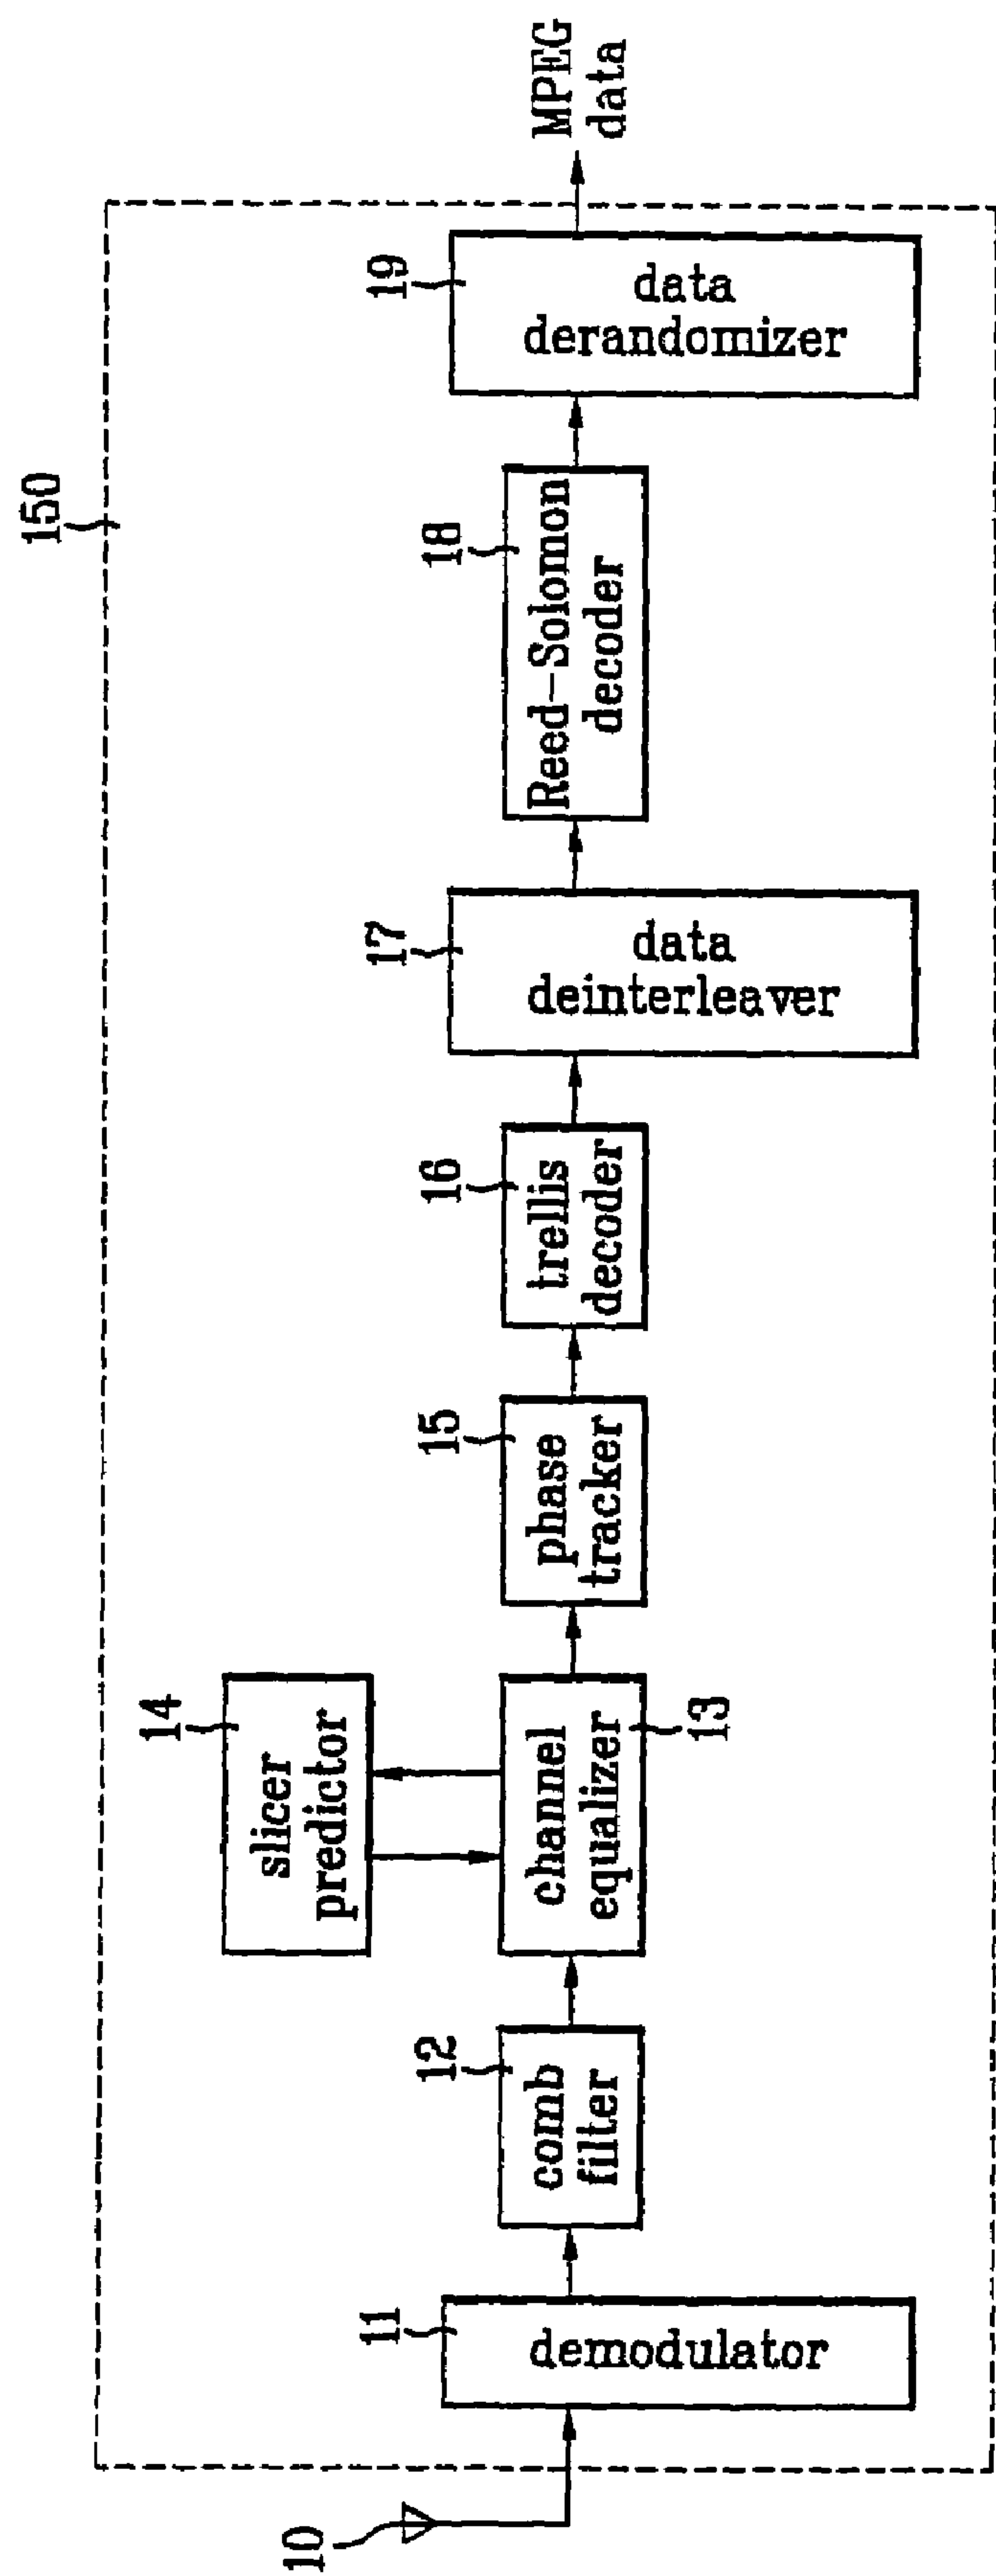 150
10
11
demodulator
12
comb
filter
14
slicer
predictor
channel
equalizer
13
15
phase
tracker
16
trellis
decoder
17
data
deinterleaver
18
Reed-Solomon
decoder
19
data
derandomizer
MPEG
data